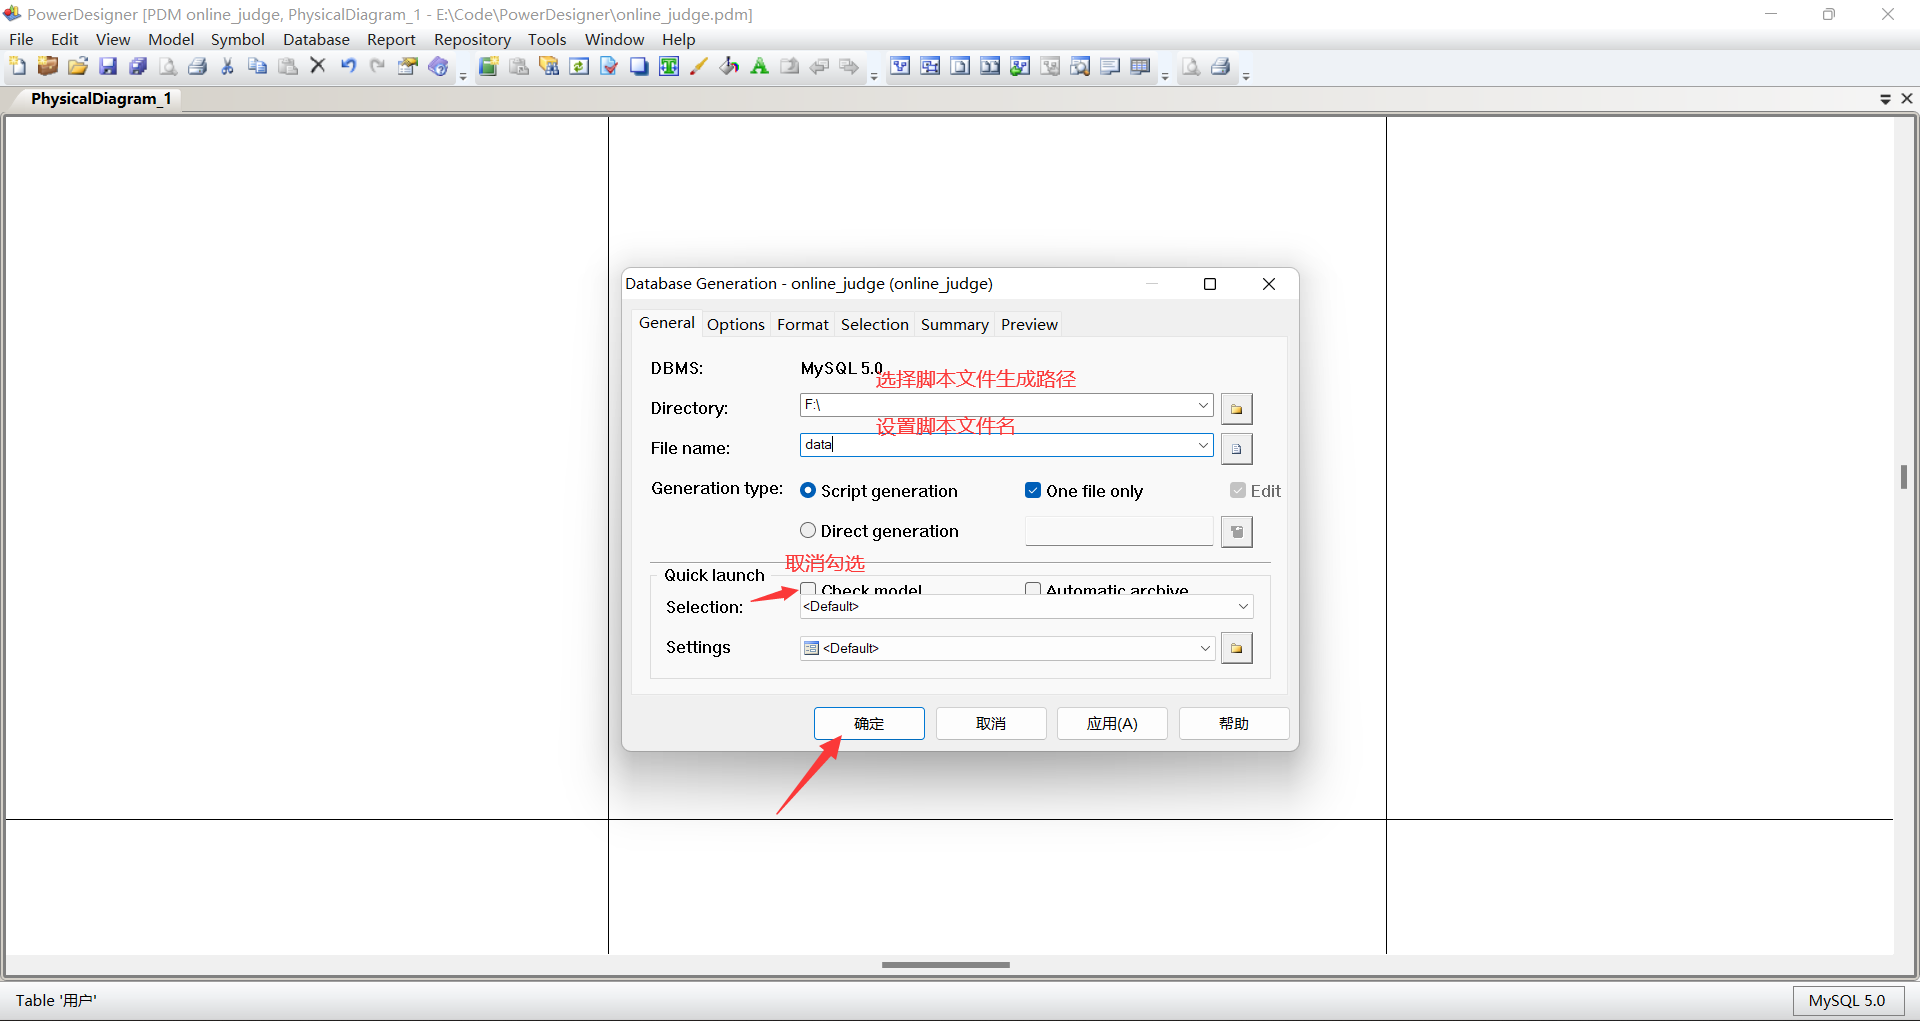 PowerDesigner [PDM online_judge, PhysicalDiagram_1 - E:\Code\PowerDesigner\online_judge.pdm]
File Edit View Model Symbol Database Report Repository Tools Window Help
PhysicalDiagram_1
Database Generation - online_judge (online_judge)
General Options Format Selection Summary Preview
DBMS: MySQL 5.0
选择脚本文件生成路径
Directory: F:\
设置脚本文件名
File name: data
Generation type: Script generation One file only Edit
Direct generation
取消勾选
Quick launch
Check model Automatic archive
Selection: <Default>
Settings <Default>
确定 取消 应用(A) 帮助
Table '用户' MySQL 5.0